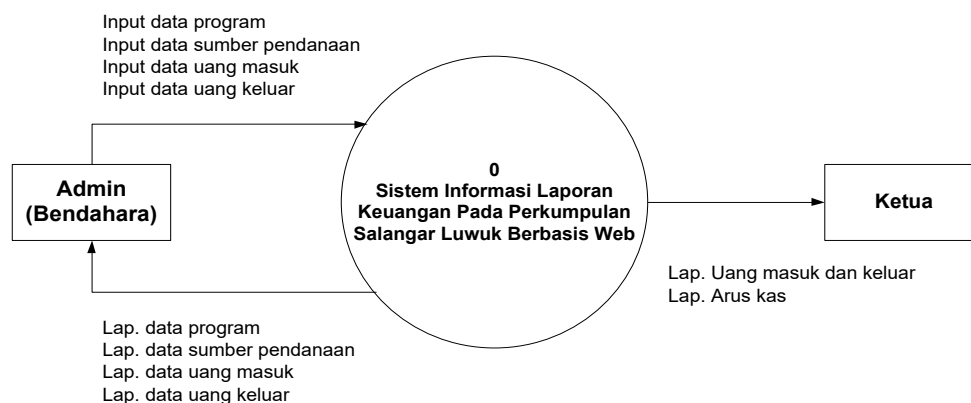 Input data program
Input data sumber pendanaan
Input data uang masuk
Input data uang keluar
Admin
(Bendahara)
0
Sistem Informasi Laporan
Keuangan Pada Perkumpulan
Salangar Luwuk Berbasis Web
Ketua
Lap. Uang masuk dan keluar
Lap. Arus kas
Lap. data program
Lap. data sumber pendanaan
Lap. data uang masuk
Lap. data uang keluar